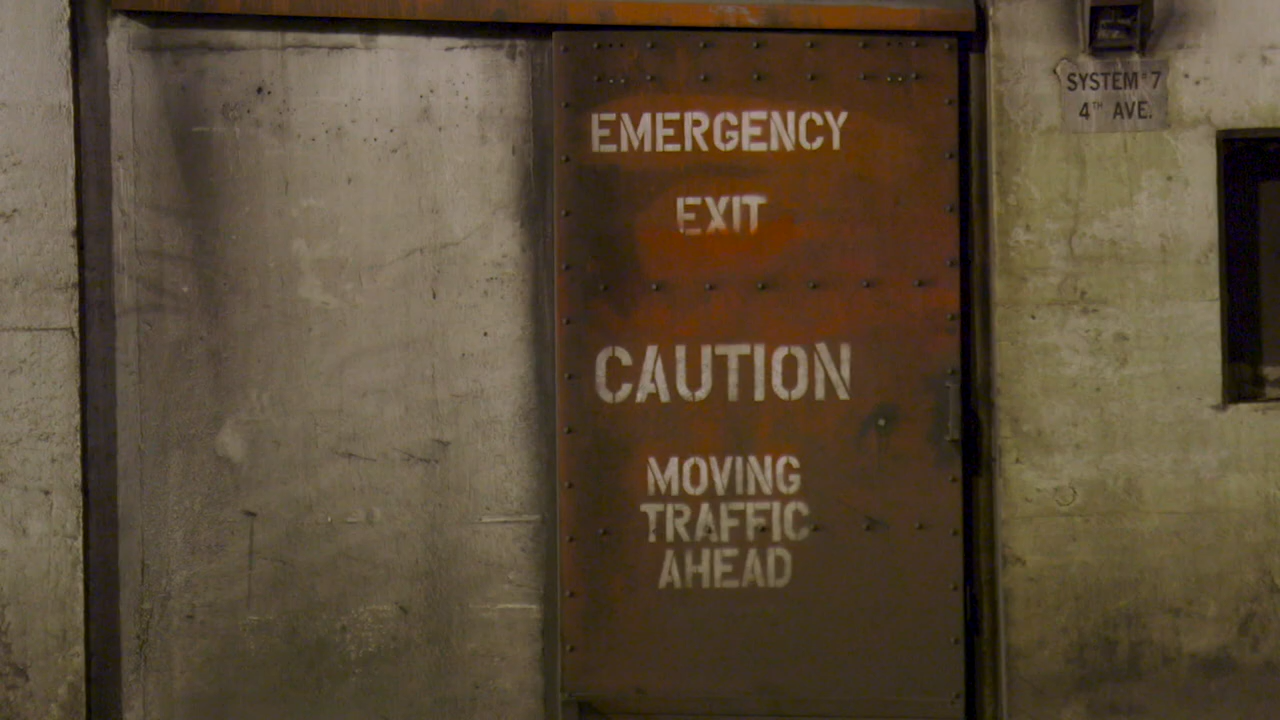 EMERGENCY
EXIT
CAUTION
MOVING
TRAFFIC
AHEAD
SYSTEM #7
4TH AVE.